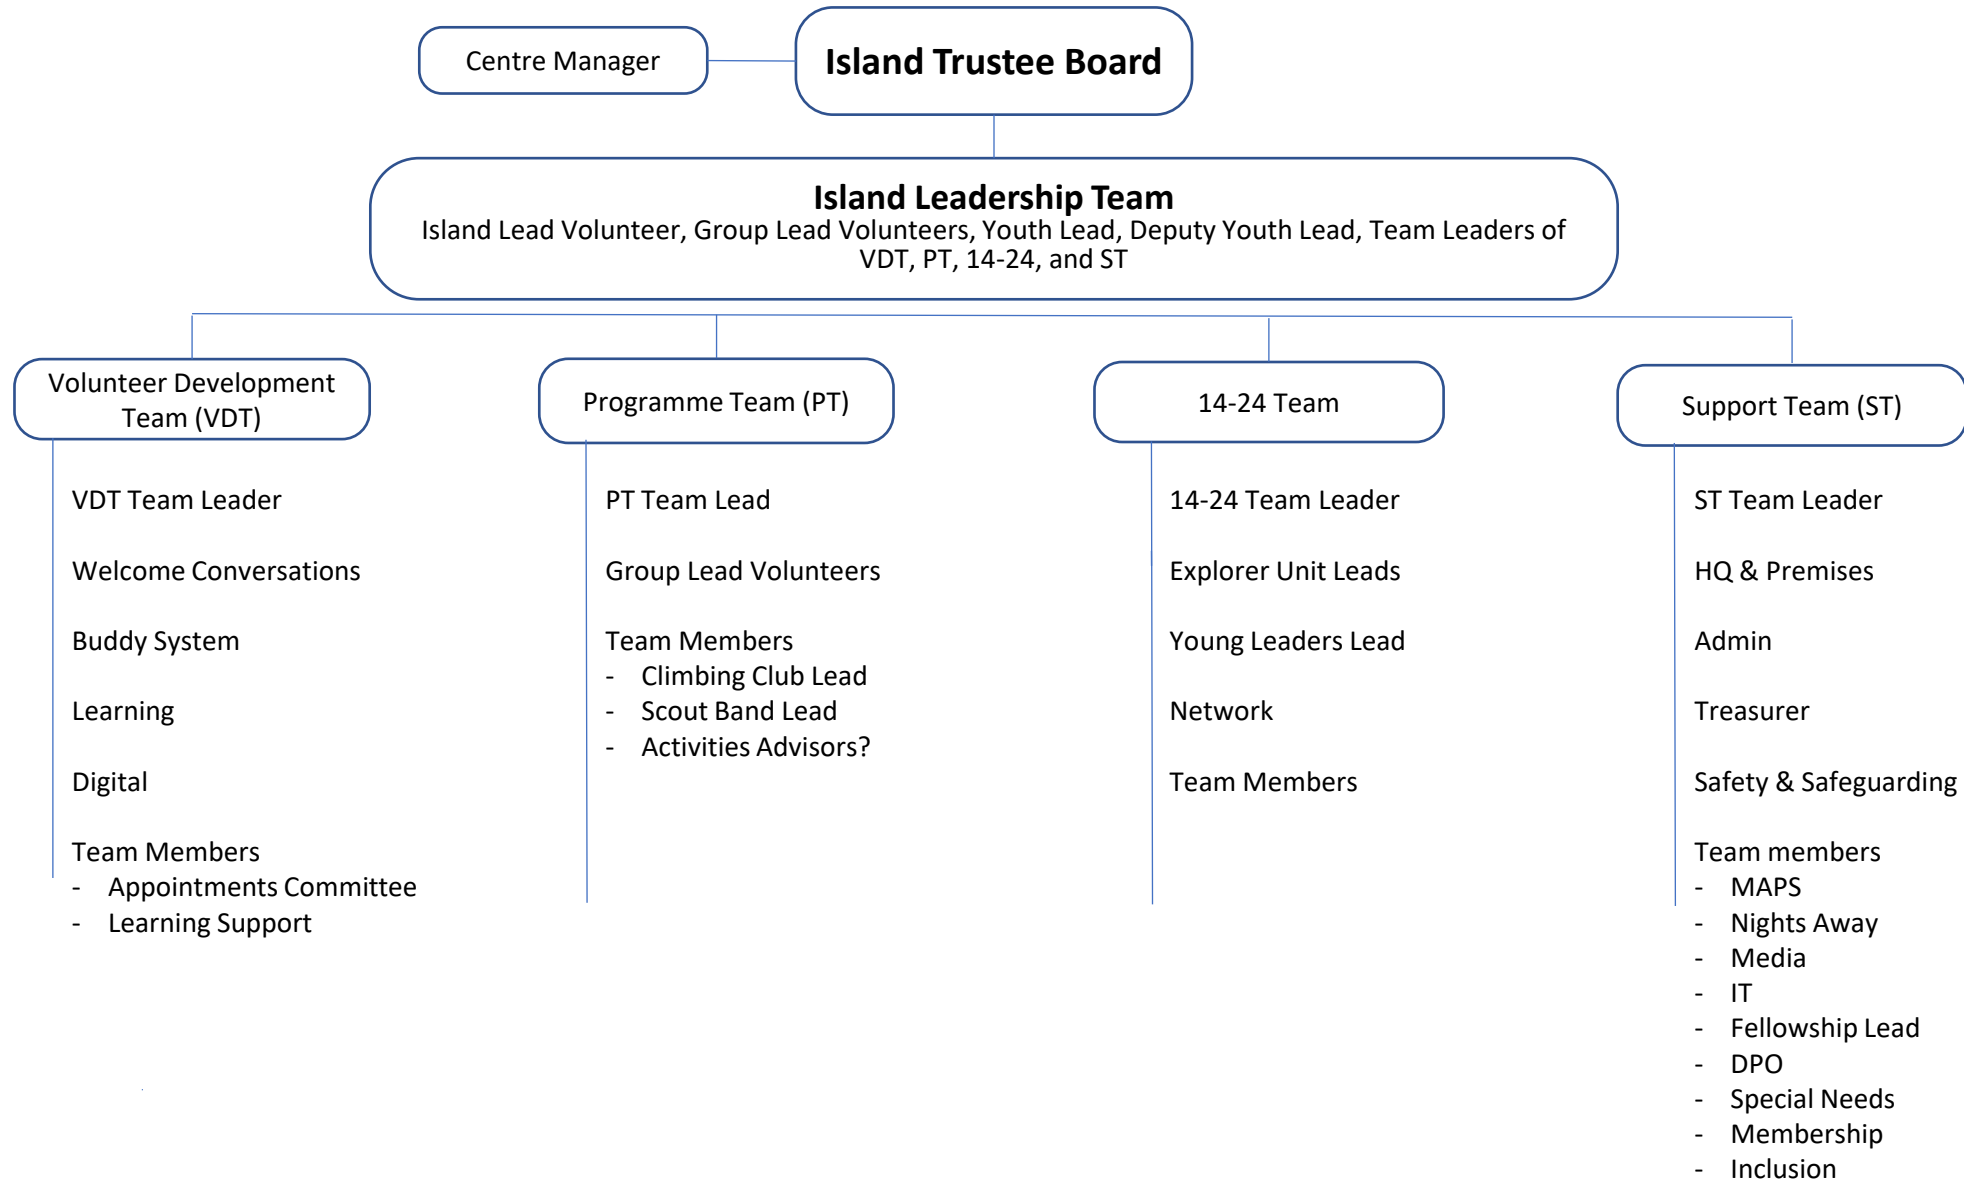 Centre Manager
Island Trustee Board
Island Leadership Team
Island Lead Volunteer, Group Lead Volunteers, Youth Lead, Deputy Youth Lead, Team Leaders of
VDT, PT, 14-24, and ST
Volunteer Development
Team (VDT)
VDT Team Leader
Welcome Conversations
Buddy System
Learning
Digital
Team Members
- Appointments Committee
- Learning Support
Programme Team (PT)
PT Team Lead
Group Lead Volunteers
Team Members
- Climbing Club Lead
- Scout Band Lead
- Activities Advisors?
14-24 Team
14-24 Team Leader
Explorer Unit Leads
Young Leaders Lead
Network
Team Members
Support Team (ST)
ST Team Leader
HQ & Premises
Admin
Treasurer
Safety & Safeguarding
Team members
- MAPS
- Nights Away
- Media
- IT
- Fellowship Lead
- DPO
- Special Needs
- Membership
- Inclusion